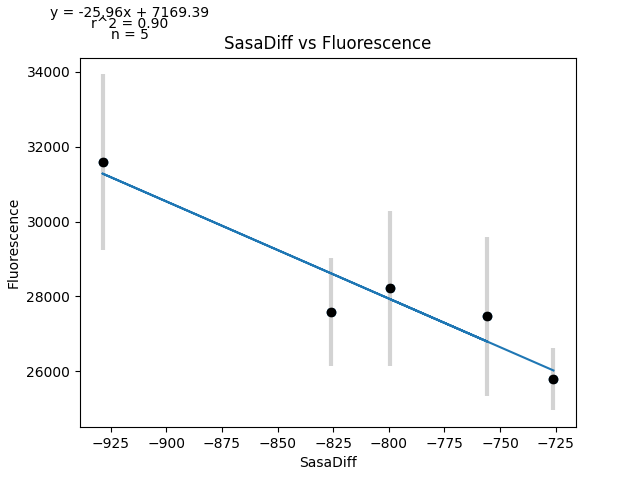 y = -25.96x + 7169.39
r^2 = 0.90
n = 5
SasaDiff vs Fluorescence
34000
32000
30000
28000
26000
Fluorescence
−925
−900
−875
−850
−825
−800
−775
−750
−725
SasaDiff